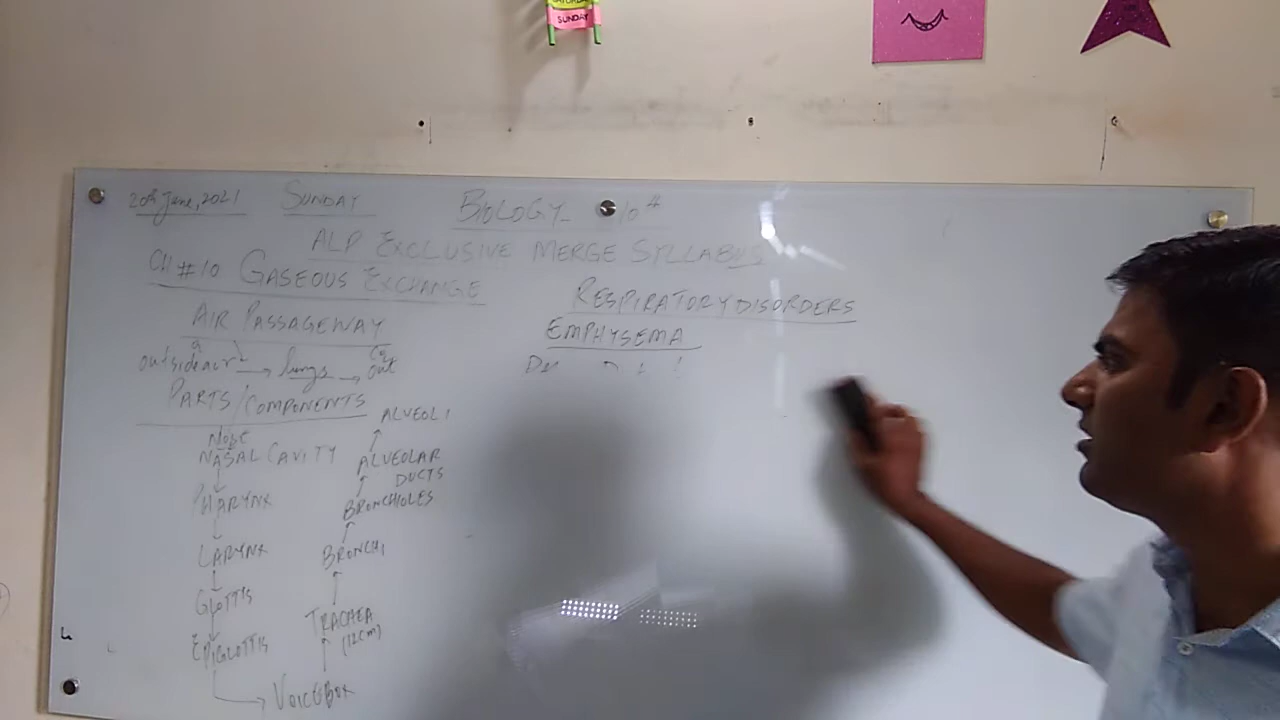 SATURDAY
SUNDAY
20th June, 2021 SUNDAY BIOLOGY 10th
ALP EXCLUSIVE MERGE SYLLABUS
CH # 10 GASEOUS EXCHANGE
AIR PASSAGEWAY
outside air → lungs → out
PARTS/COMPONENTS
Nose
NASAL CAVITY
PHARYNX
LARYNX
GLOTTIS
EPIGLOTTIS
VOICEBOX
TRACHEA
(12cm)
BRONCHI
BRONCHIOLES
ALVEOLAR
DUCTS
ALVEOLI
RESPIRATORY DISORDERS
EMPHYSEMA